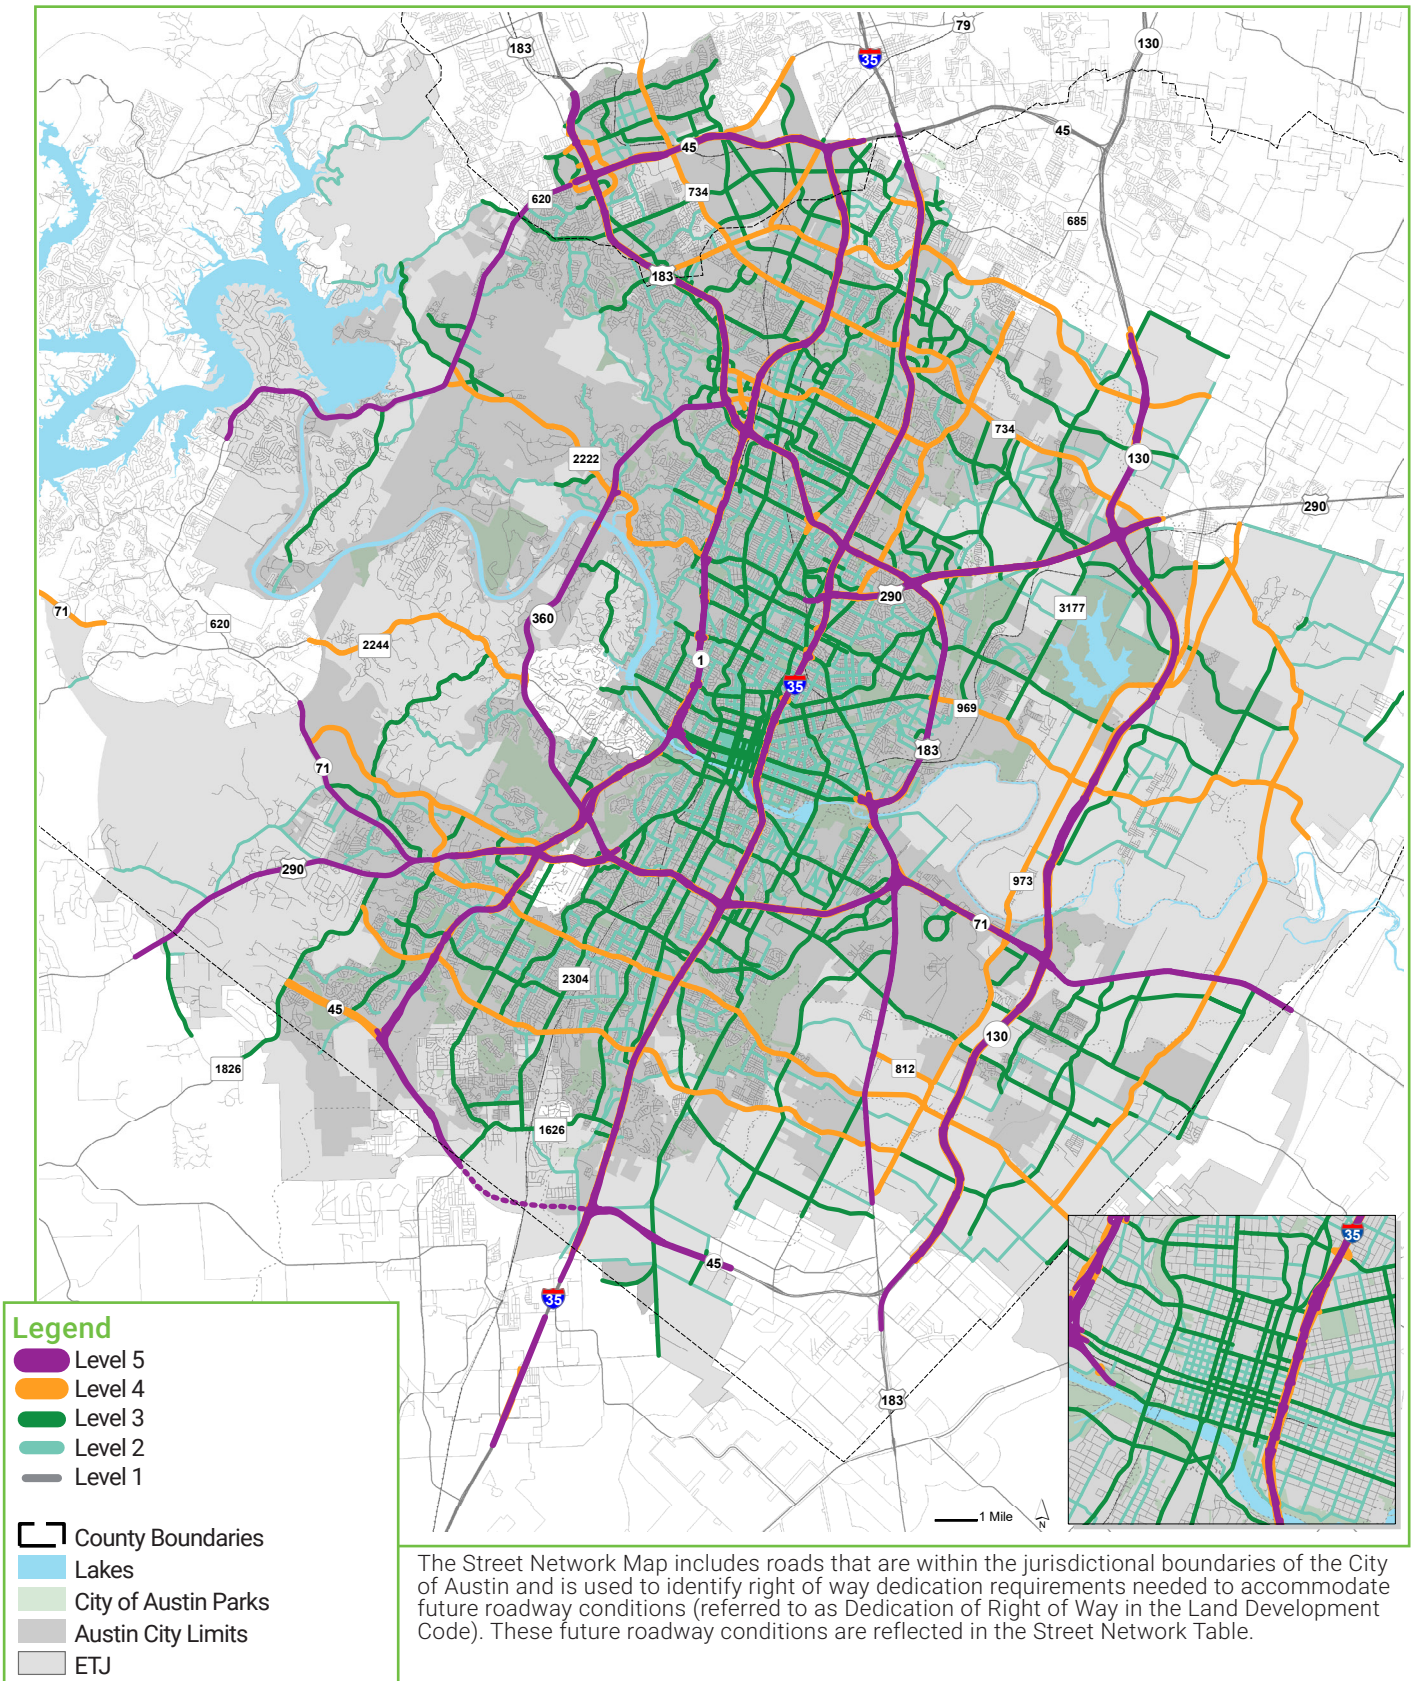 183
79
130
35
45
45
620
734
685
183
2222
734
130
290
71
620
2244
360
290
3177
1
35
969
71
183
290
973
71
2304
45
130
1826
812
1626
45
35
35
183
1 Mile
N
Legend
Level 5
Level 4
Level 3
Level 2
Level 1
County Boundaries
Lakes
City of Austin Parks
Austin City Limits
ETJ
The Street Network Map includes roads that are within the jurisdictional boundaries of the City
of Austin and is used to identify right of way dedication requirements needed to accommodate
future roadway conditions (referred to as Dedication of Right of Way in the Land Development
Code). These future roadway conditions are reflected in the Street Network Table.